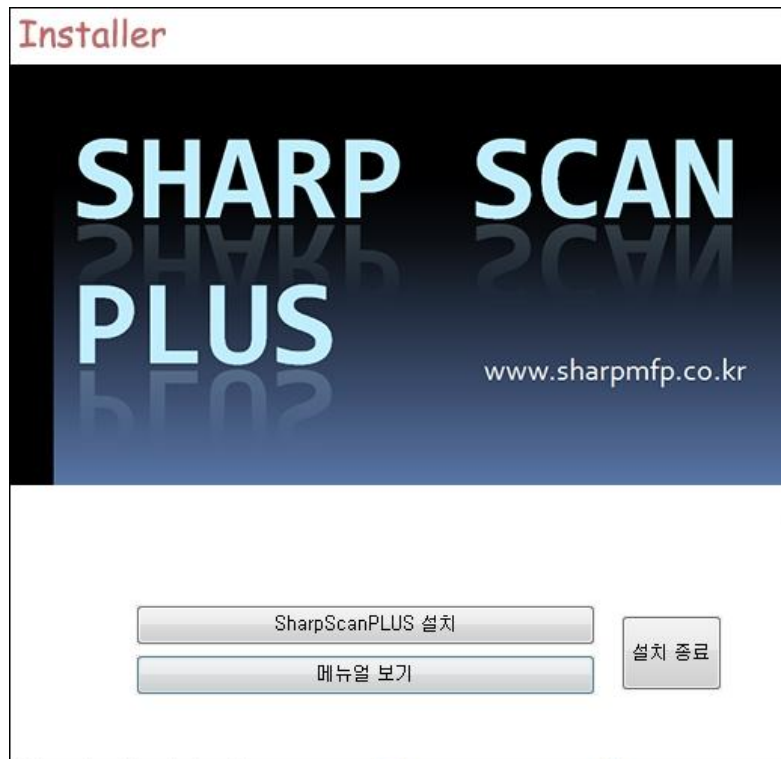 Installer
SHARP SCAN
PLUS
www.sharpmfp.co.kr
SharpScanPLUS 설치
메뉴얼 보기
설치 종료